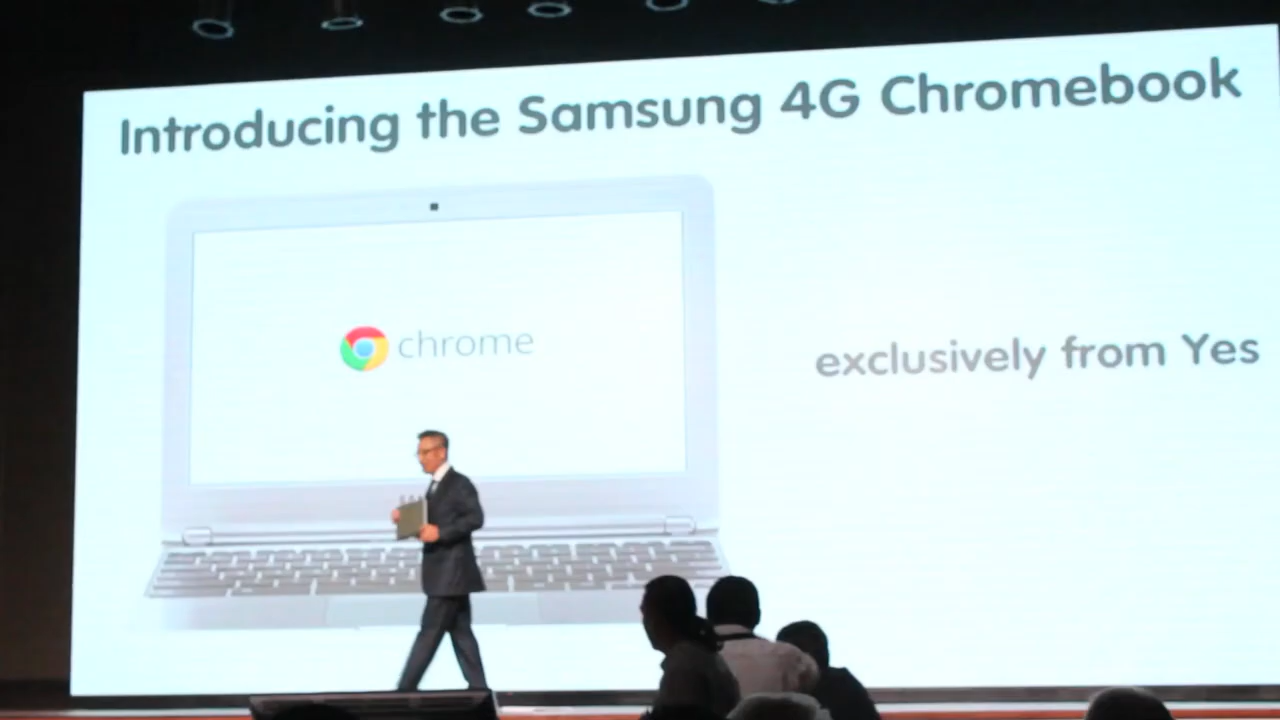 Introducing the Samsung 4G Chromebook
chrome
exclusively from Yes